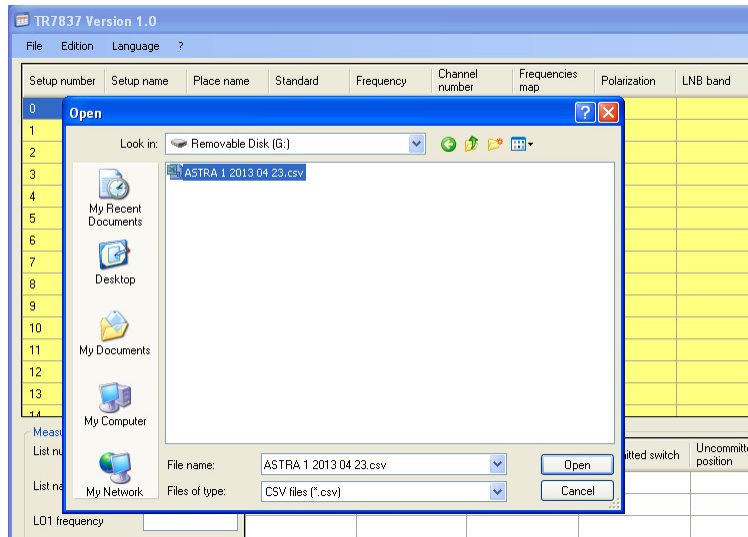 TR7837 Version 1.0
File Edition Language ?
Setup number Setup name Place name Standard Frequency Channel number Frequencies map Polarization LNB band
0
Open
1
Look in: Removable Disk (G:)
2
ASTRA 1 2013 04 23.csv
3
4
My Recent Documents
5
6
7
Desktop
8
9
10
11
My Documents
12
13
14
My Computer
List nu
File name: ASTRA 1 2013 04 23.csv Open
itted switch
Uncommitte
position
My Network Files of type: CSV files (*.csv) Cancel
List na
LO1 frequency